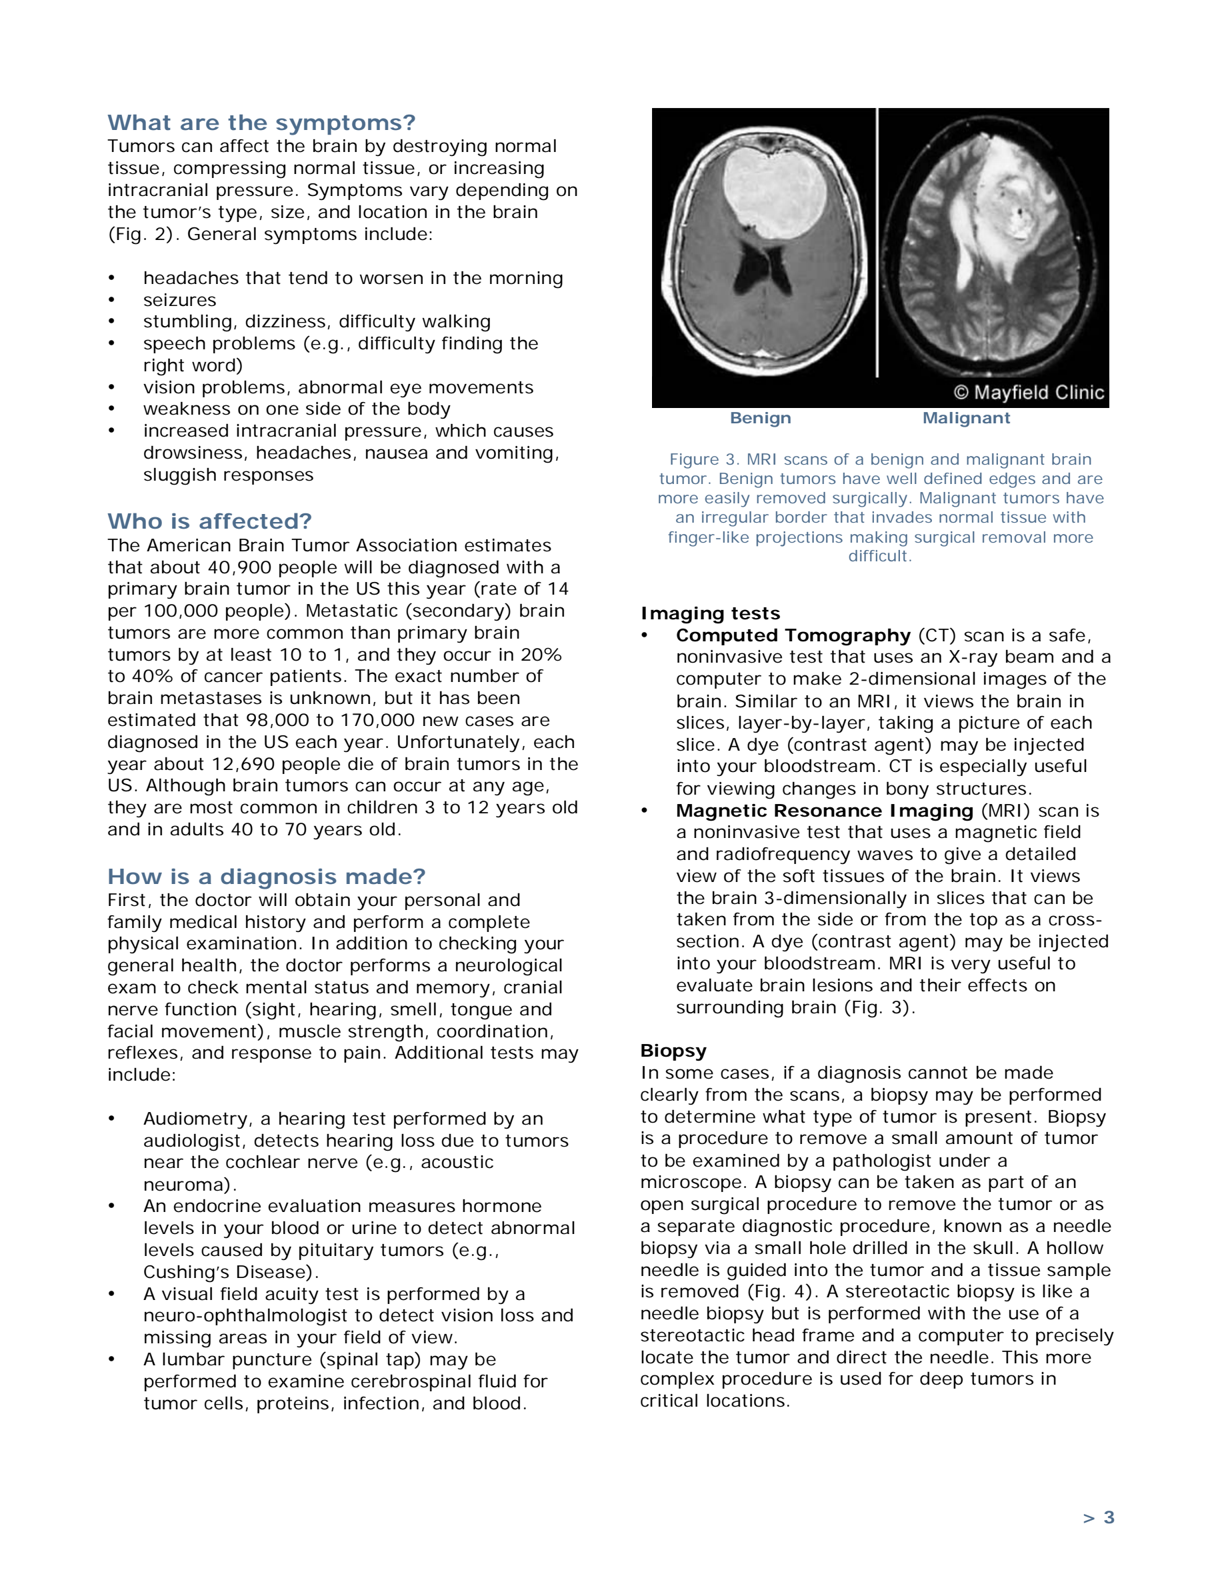 What are the symptoms?
Tumors can affect the brain by destroying normal
tissue, compressing normal tissue, or increasing
intracranial pressure. Symptoms vary depending on
the tumor's type, size, and location in the brain
(Fig. 2). General symptoms include:
• headaches that tend to worsen in the morning
• seizures
• stumbling, dizziness, difficulty walking
• speech problems (e.g., difficulty finding the
right word)
• vision problems, abnormal eye movements
• weakness on one side of the body
• increased intracranial pressure, which causes
drowsiness, headaches, nausea and vomiting,
sluggish responses
Who is affected?
The American Brain Tumor Association estimates
that about 40,900 people will be diagnosed with a
primary brain tumor in the US this year (rate of 14
per 100,000 people). Metastatic (secondary) brain
tumors are more common than primary brain
tumors by at least 10 to 1, and they occur in 20%
to 40% of cancer patients. The exact number of
brain metastases is unknown, but it has been
estimated that 98,000 to 170,000 new cases are
diagnosed in the US each year. Unfortunately, each
year about 12,690 people die of brain tumors in the
US. Although brain tumors can occur at any age,
they are most common in children 3 to 12 years old
and in adults 40 to 70 years old.
How is a diagnosis made?
First, the doctor will obtain your personal and
family medical history and perform a complete
physical examination. In addition to checking your
general health, the doctor performs a neurological
exam to check mental status and memory, cranial
nerve function (sight, hearing, smell, tongue and
facial movement), muscle strength, coordination,
reflexes, and response to pain. Additional tests may
include:
• Audiometry, a hearing test performed by an
audiologist, detects hearing loss due to tumors
near the cochlear nerve (e.g., acoustic
neuroma).
• An endocrine evaluation measures hormone
levels in your blood or urine to detect abnormal
levels caused by pituitary tumors (e.g.,
Cushing's Disease).
• A visual field acuity test is performed by a
neuro-ophthalmologist to detect vision loss and
missing areas in your field of view.
• A lumbar puncture (spinal tap) may be
performed to examine cerebrospinal fluid for
tumor cells, proteins, infection, and blood.
© Mayfield Clinic
Benign Malignant
Figure 3. MRI scans of a benign and malignant brain
tumor. Benign tumors have well defined edges and are
more easily removed surgically. Malignant tumors have
an irregular border that invades normal tissue with
finger-like projections making surgical removal more
difficult.
Imaging tests
• Computed Tomography (CT) scan is a safe,
noninvasive test that uses an X-ray beam and a
computer to make 2-dimensional images of the
brain. Similar to an MRI, it views the brain in
slices, layer-by-layer, taking a picture of each
slice. A dye (contrast agent) may be injected
into your bloodstream. CT is especially useful
for viewing changes in bony structures.
• Magnetic Resonance Imaging (MRI) scan is
a noninvasive test that uses a magnetic field
and radiofrequency waves to give a detailed
view of the soft tissues of the brain. It views
the brain 3-dimensionally in slices that can be
taken from the side or from the top as a cross-
section. A dye (contrast agent) may be injected
into your bloodstream. MRI is very useful to
evaluate brain lesions and their effects on
surrounding brain (Fig. 3).
Biopsy
In some cases, if a diagnosis cannot be made
clearly from the scans, a biopsy may be performed
to determine what type of tumor is present. Biopsy
is a procedure to remove a small amount of tumor
to be examined by a pathologist under a
microscope. A biopsy can be taken as part of an
open surgical procedure to remove the tumor or as
a separate diagnostic procedure, known as a needle
biopsy via a small hole drilled in the skull. A hollow
needle is guided into the tumor and a tissue sample
is removed (Fig. 4). A stereotactic biopsy is like a
needle biopsy but is performed with the use of a
stereotactic head frame and a computer to precisely
locate the tumor and direct the needle. This more
complex procedure is used for deep tumors in
critical locations.
> 3